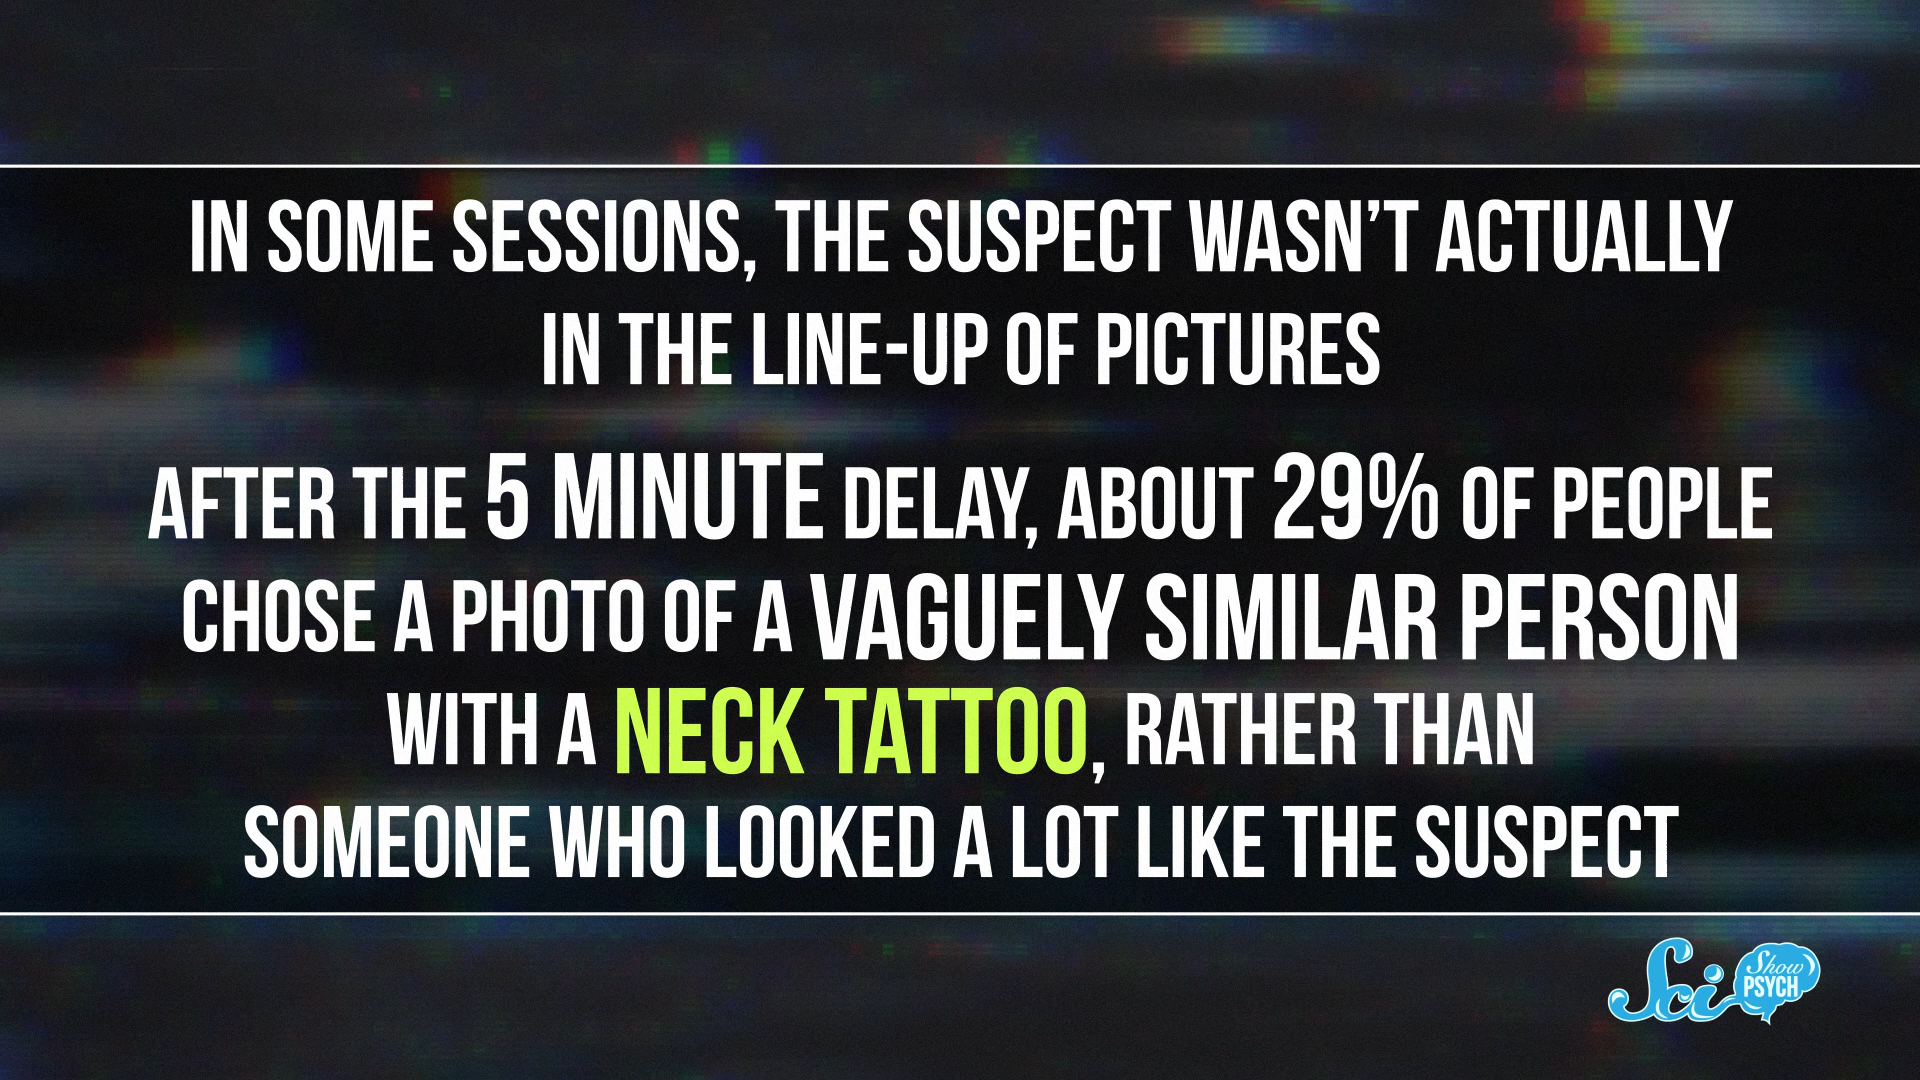 IN SOME SESSIONS, THE SUSPECT WASN'T ACTUALLY
IN THE LINE-UP OF PICTURES
AFTER THE 5 MINUTE DELAY, ABOUT 29% OF PEOPLE
CHOSE A PHOTO OF A VAGUELY SIMILAR PERSON
WITH A NECK TATTOO, RATHER THAN
SOMEONE WHO LOOKED A LOT LIKE THE SUSPECT
Sci Show
PSYCH